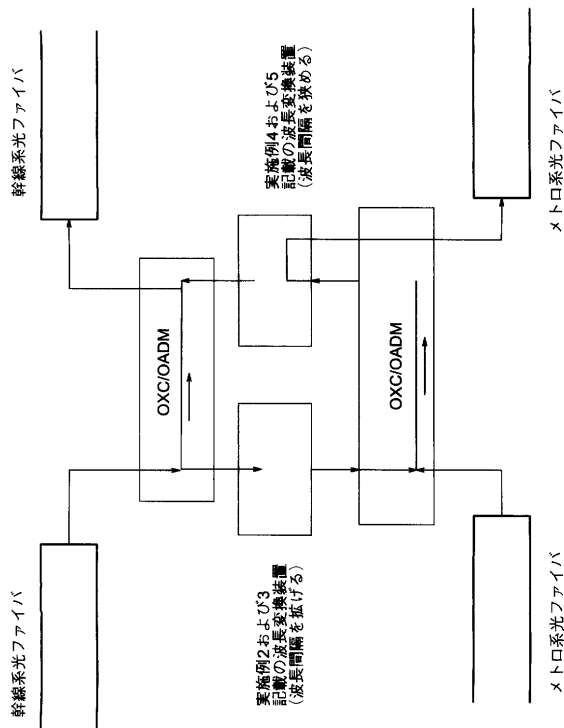 幹線系光ファイバ
幹線系光ファイバ
OXC/OADM
実施例2および3
記載の波長変換装置
(波長間隔を拡げる)
実施例4および5
記載の波長変換装置
(波長間隔を狭める)
OXC/OADM
メトロ系光ファイバ
メトロ系光ファイバ